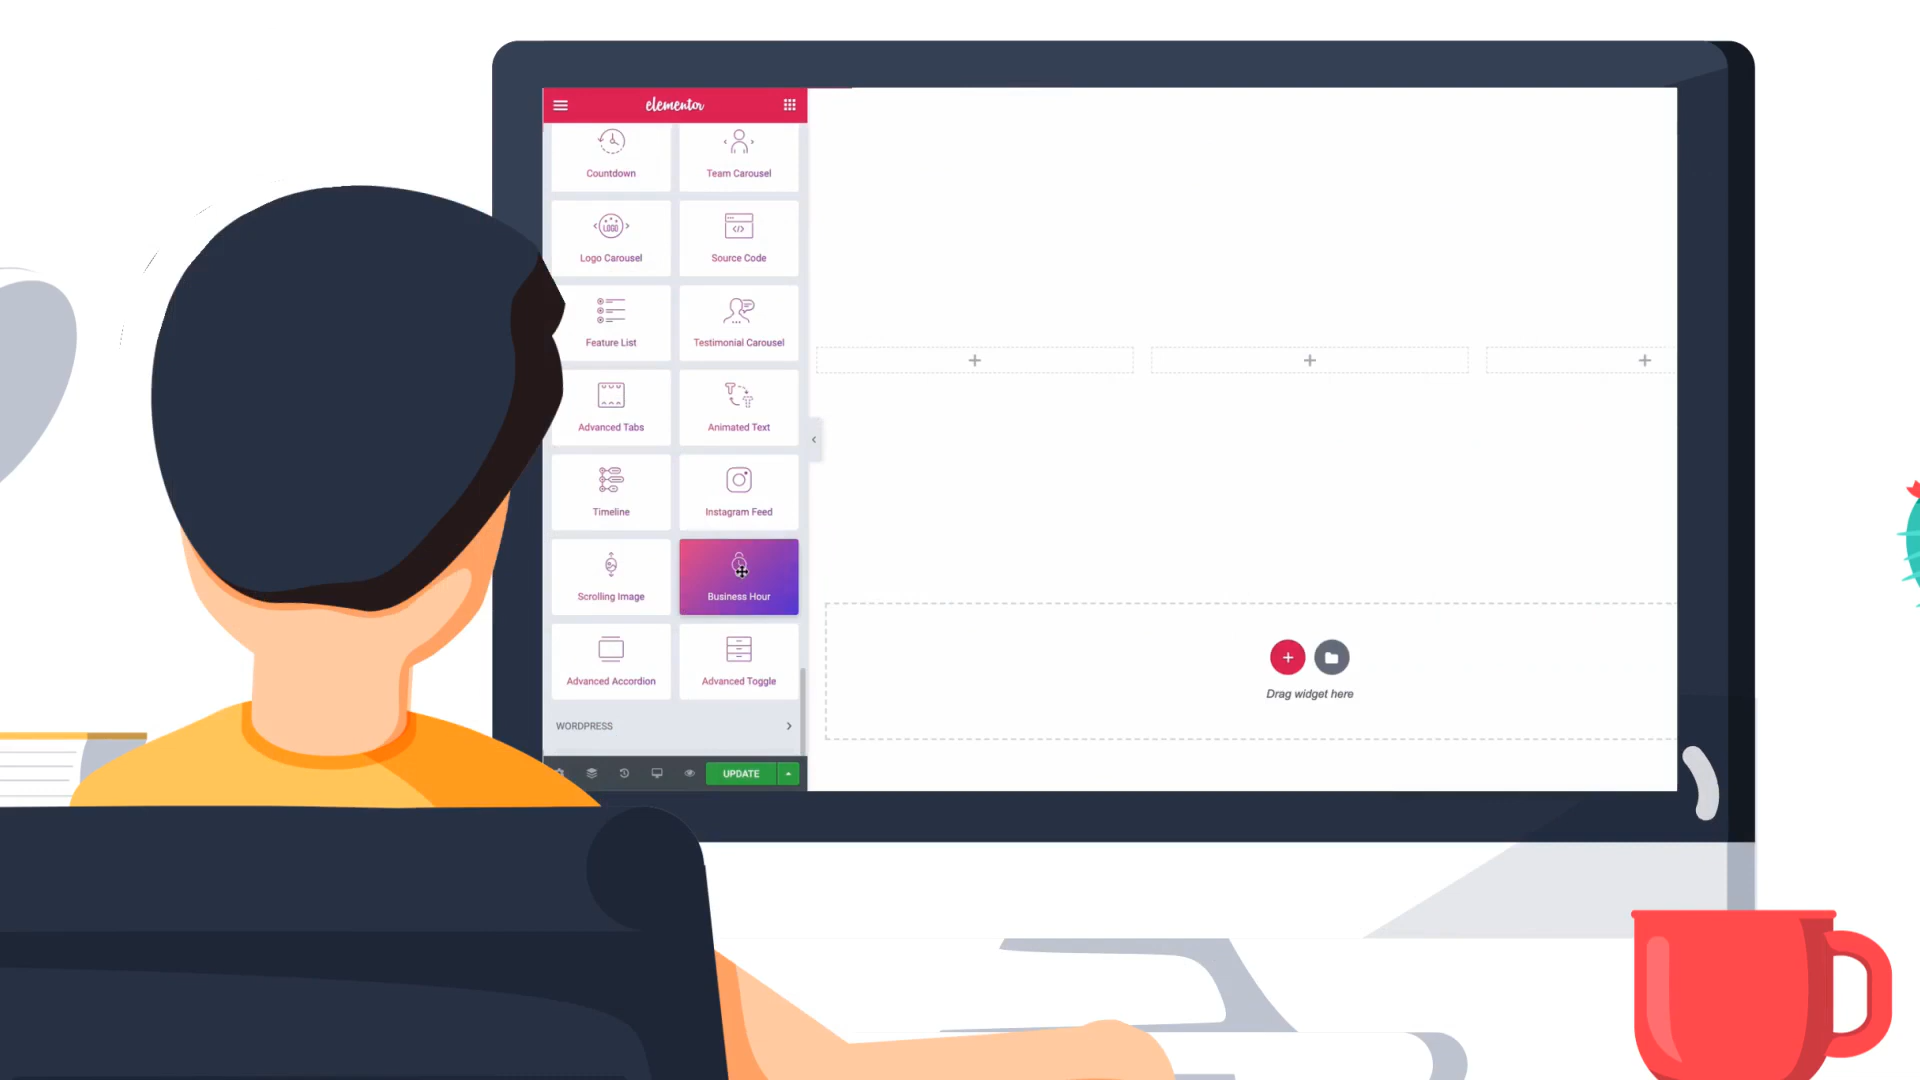 elementor
Countdown
Team Carousel
LOGO
Logo Carousel
Source Code
Feature List
Testimonial Carousel
Advanced Tabs
Animated Text
Timeline
Instagram Feed
Scrolling Image
Business Hour
Advanced Accordion
Advanced Toggle
WORDPRESS
UPDATE
Drag widget here